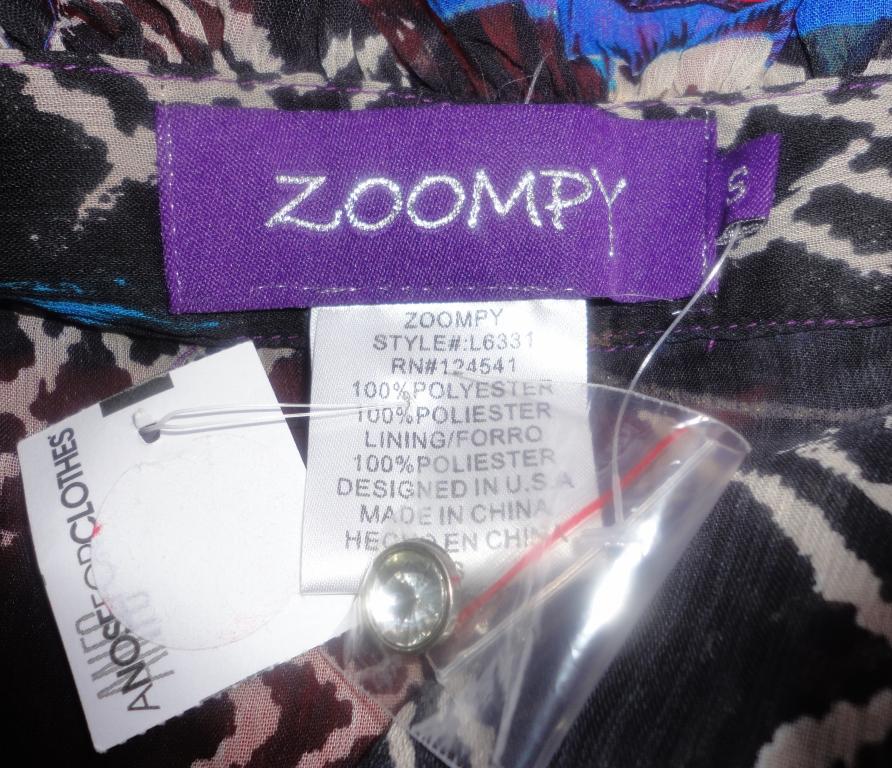 ZOOMPY
S
ZOOMPY
STYLE#:L6331
RN#124541
100%POLYESTER
100%POLIESTER
LINING/FORRO
100%POLIESTER
DESIGNED IN U.S.A
MADE IN CHINA
HECHO EN CHINA
S
ANOSEFORCLOTHES